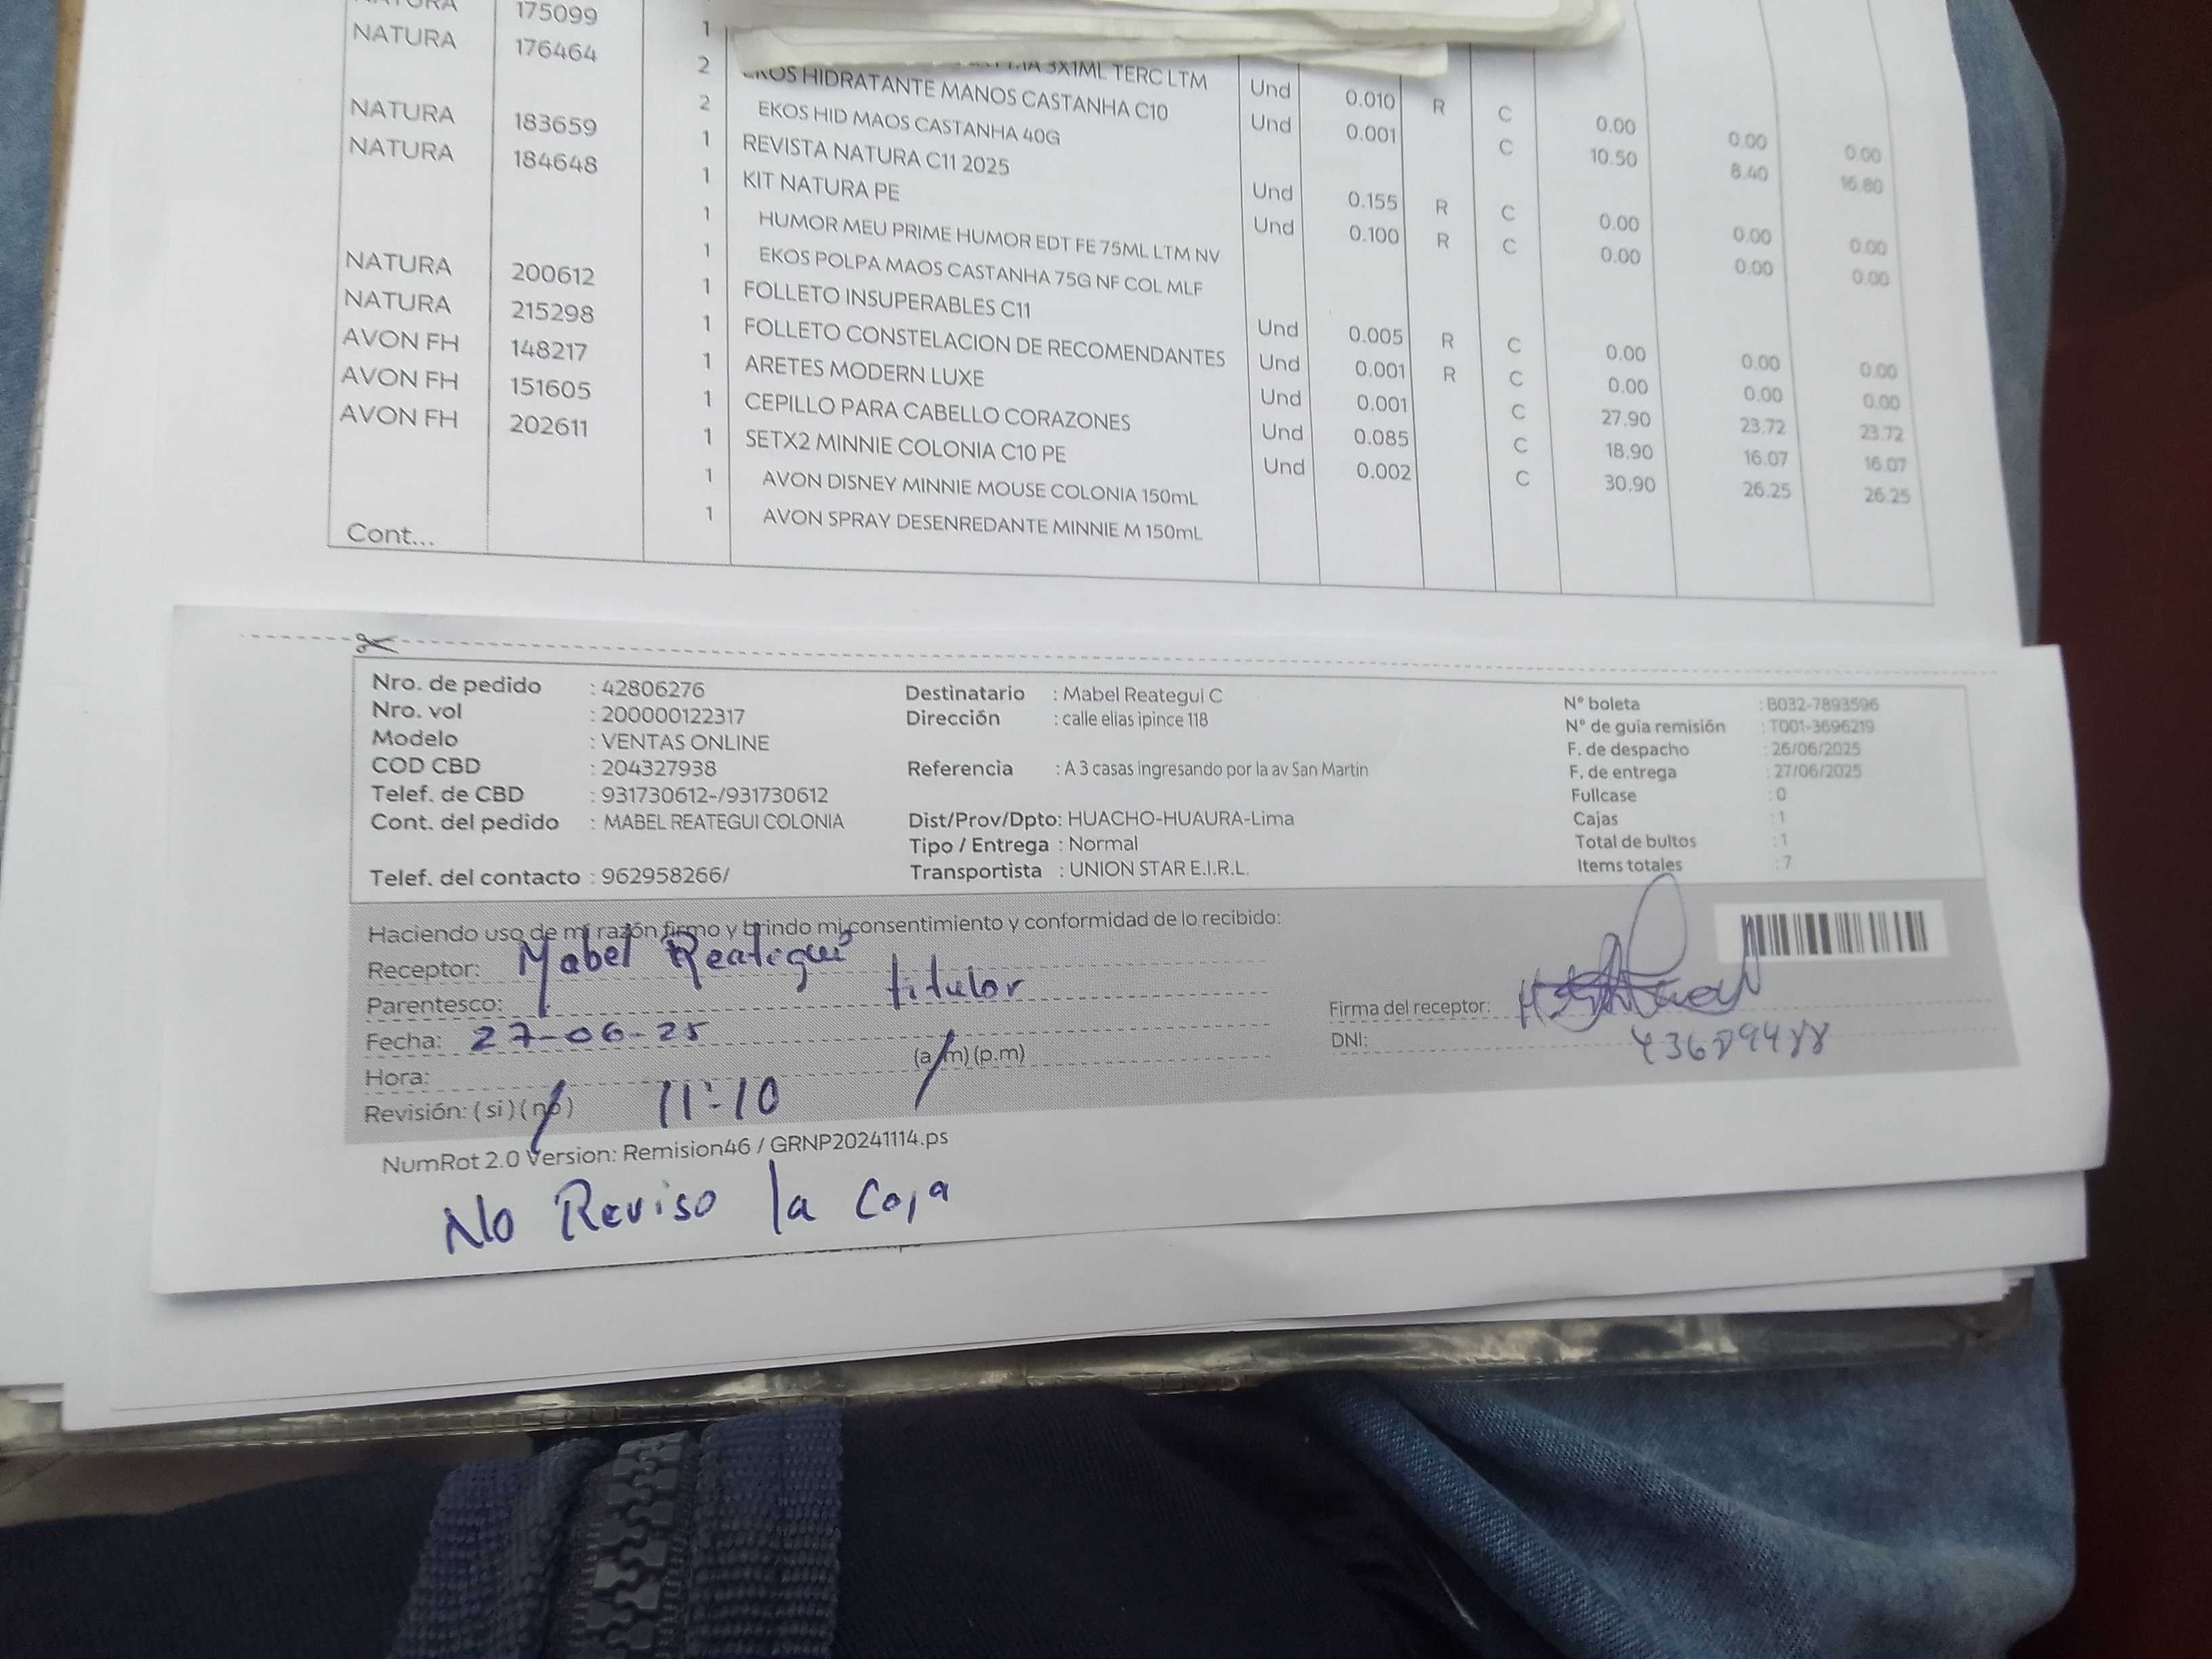 175099
NATURA 176464 1 3X1ML TERC LTM Und 0.010 R C 0.00 0.00 0.00
2 EKOS HIDRATANTE MANOS CASTANHA C10 Und 0.001 C 10.50 8.40 16.80
2 EKOS HID MAOS CASTANHA 40G
NATURA 183659 1 REVISTA NATURA C11 2025 Und 0.155 R C 0.00 0.00 0.00
NATURA 184648 1 KIT NATURA PE Und 0.100 R C 0.00 0.00 0.00
1 HUMOR MEU PRIME HUMOR EDT FE 75ML LTM NV
1 EKOS POLPA MAOS CASTANHA 75G NF COL MLF
NATURA 200612 1 FOLLETO INSUPERABLES C11 Und 0.005 R C 0.00 0.00 0.00
NATURA 215298 1 FOLLETO CONSTELACION DE RECOMENDANTES Und 0.001 R C 0.00 0.00 0.00
AVON FH 148217 1 ARETES MODERN LUXE Und 0.001 C 27.90 23.72 23.72
AVON FH 151605 1 CEPILLO PARA CABELLO CORAZONES Und 0.085 C 18.90 16.07 16.07
AVON FH 202611 1 SETX2 MINNIE COLONIA C10 PE Und 0.002 C 30.90 26.25 26.25
1 AVON DISNEY MINNIE MOUSE COLONIA 150mL
1 AVON SPRAY DESENREDANTE MINNIE M 150mL
Cont...
Nro. de pedido : 42806276 Destinatario : Mabel Reategui C N° boleta : B032-7893596
Nro. vol : 200000122317 Dirección : calle elias ipince 118 N° de guía remisión : T001-3696219
Modelo : VENTAS ONLINE F. de despacho : 26/06/2025
COD CBD : 204327938 Referencia : A 3 casas ingresando por la av San Martin F. de entrega : 27/06/2025
Telef. de CBD : 931730612-/931730612 Fullcase : 0
Cont. del pedido : MABEL REATEGUI COLONIA Dist/Prov/Dpto: HUACHO-HUAURA-Lima Cajas : 1
Tipo / Entrega : Normal Total de bultos : 1
Telef. del contacto : 962958266/ Transportista : UNION STAR E.I.R.L. Items totales : 7
Haciendo uso de mi razón firmo y brindo mi consentimiento y conformidad de lo recibido:
Receptor: Mabel Reategui
Parentesco: titular Firma del receptor:
Fecha: 27-06-25 DNI:
Hora: 11:10 (a.m) (p.m)
Revisión: (si) (no)
NumRot 2.0 Version: Remision46 / GRNP20241114.ps
No Reviso la Caja